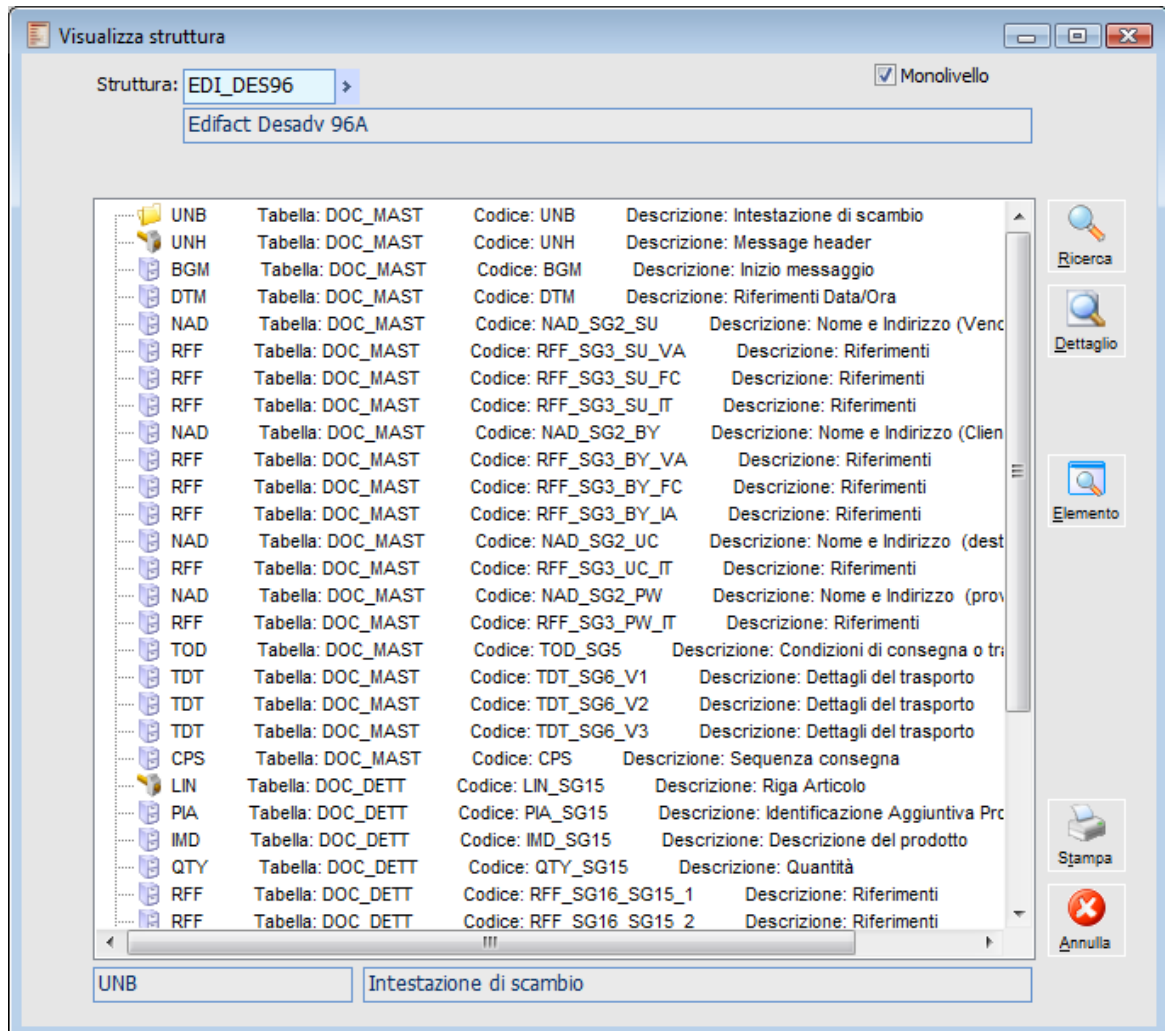 Visualizza struttura
Struttura: EDI_DES96
Monolivello
Edifact Desadv 96A
UNB Tabella: DOC_MAST Codice: UNB Descrizione: Intestazione di scambio
UNH Tabella: DOC_MAST Codice: UNH Descrizione: Message header
BGM Tabella: DOC_MAST Codice: BGM Descrizione: Inizio messaggio
DTM Tabella: DOC_MAST Codice: DTM Descrizione: Riferimenti Data/Ora
NAD Tabella: DOC_MAST Codice: NAD_SG2_SU Descrizione: Nome e Indirizzo (Venc
RFF Tabella: DOC_MAST Codice: RFF_SG3_SU_VA Descrizione: Riferimenti
RFF Tabella: DOC_MAST Codice: RFF_SG3_SU_FC Descrizione: Riferimenti
RFF Tabella: DOC_MAST Codice: RFF_SG3_SU_IT Descrizione: Riferimenti
NAD Tabella: DOC_MAST Codice: NAD_SG2_BY Descrizione: Nome e Indirizzo (Clien
RFF Tabella: DOC_MAST Codice: RFF_SG3_BY_VA Descrizione: Riferimenti
RFF Tabella: DOC_MAST Codice: RFF_SG3_BY_FC Descrizione: Riferimenti
RFF Tabella: DOC_MAST Codice: RFF_SG3_BY_IA Descrizione: Riferimenti
NAD Tabella: DOC_MAST Codice: NAD_SG2_UC Descrizione: Nome e Indirizzo (dest
RFF Tabella: DOC_MAST Codice: RFF_SG3_UC_IT Descrizione: Riferimenti
NAD Tabella: DOC_MAST Codice: NAD_SG2_PW Descrizione: Nome e Indirizzo (prov
RFF Tabella: DOC_MAST Codice: RFF_SG3_PW_IT Descrizione: Riferimenti
TOD Tabella: DOC_MAST Codice: TOD_SG5 Descrizione: Condizioni di consegna o tra
TDT Tabella: DOC_MAST Codice: TDT_SG6_V1 Descrizione: Dettagli del trasporto
TDT Tabella: DOC_MAST Codice: TDT_SG6_V2 Descrizione: Dettagli del trasporto
TDT Tabella: DOC_MAST Codice: TDT_SG6_V3 Descrizione: Dettagli del trasporto
CPS Tabella: DOC_MAST Codice: CPS Descrizione: Sequenza consegna
LIN Tabella: DOC_DETT Codice: LIN_SG15 Descrizione: Riga Articolo
PIA Tabella: DOC_DETT Codice: PIA_SG15 Descrizione: Identificazione Aggiuntiva Prc
IMD Tabella: DOC_DETT Codice: IMD_SG15 Descrizione: Descrizione del prodotto
QTY Tabella: DOC_DETT Codice: QTY_SG15 Descrizione: Quantità
RFF Tabella: DOC_DETT Codice: RFF_SG16_SG15_1 Descrizione: Riferimenti
RFF Tabella: DOC_DETT Codice: RFF_SG16_SG15_2 Descrizione: Riferimenti
Ricerca
Dettaglio
Elemento
Stampa
Annulla
UNB Intestazione di scambio